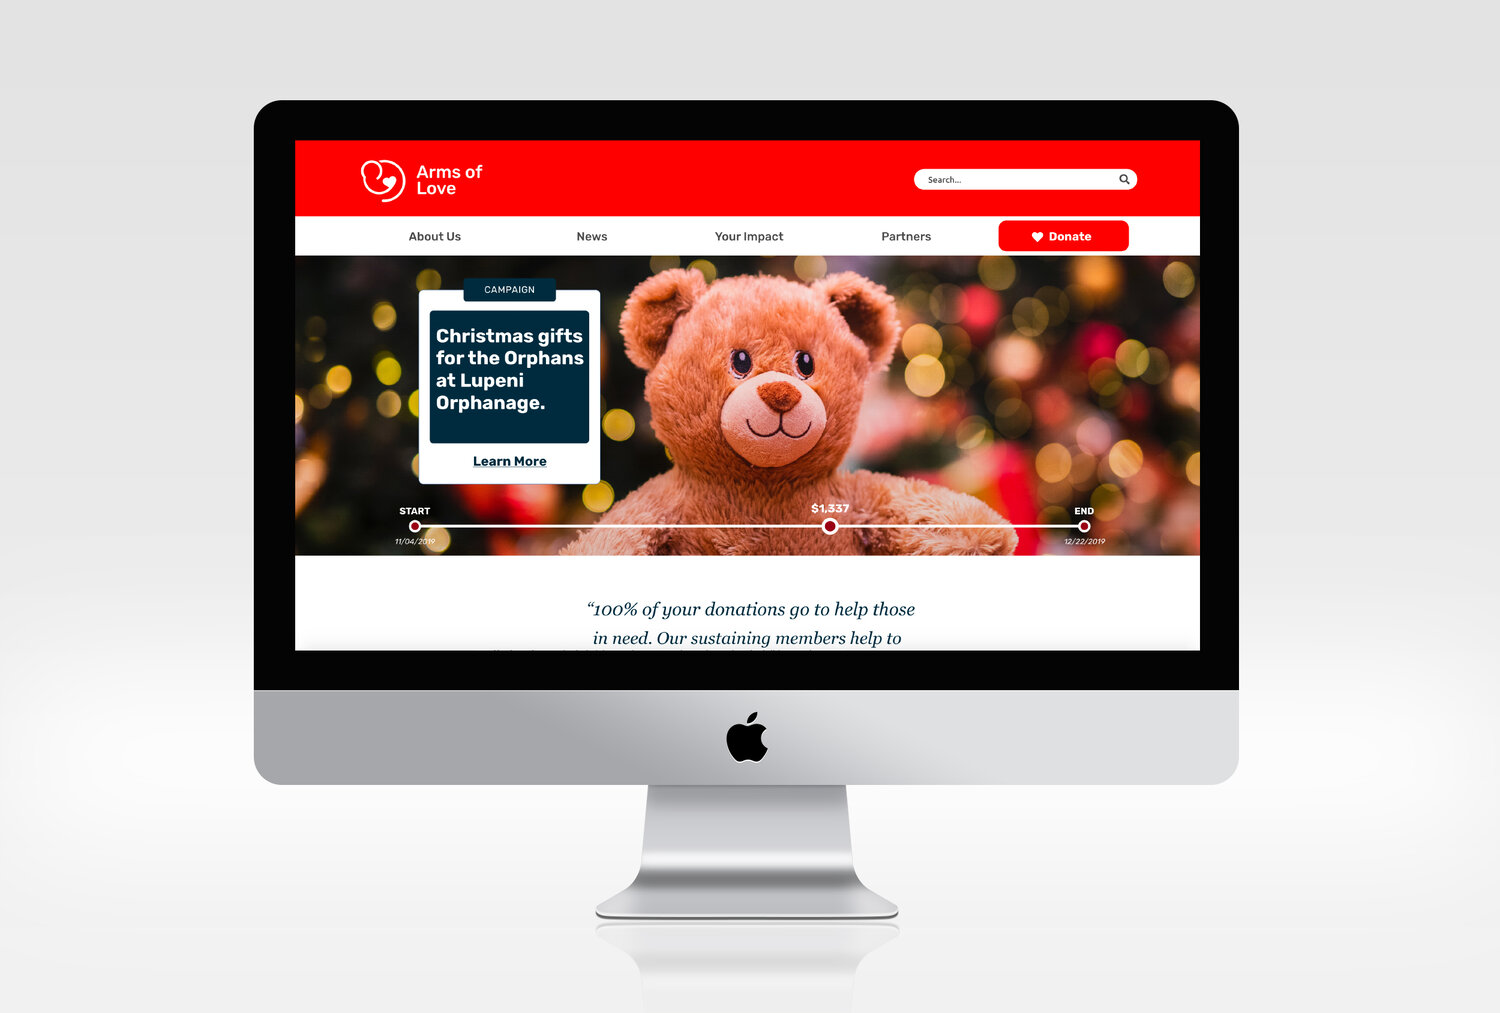 Arms of
Love
Search...
About Us
News
Your Impact
Partners
Donate
CAMPAIGN
Christmas gifts
for the Orphans
at Lupeni
Orphanage.
Learn More
START
$1,337
END
11/04/2019
12/22/2019
“100% of your donations go to help those
in need. Our sustaining members help to